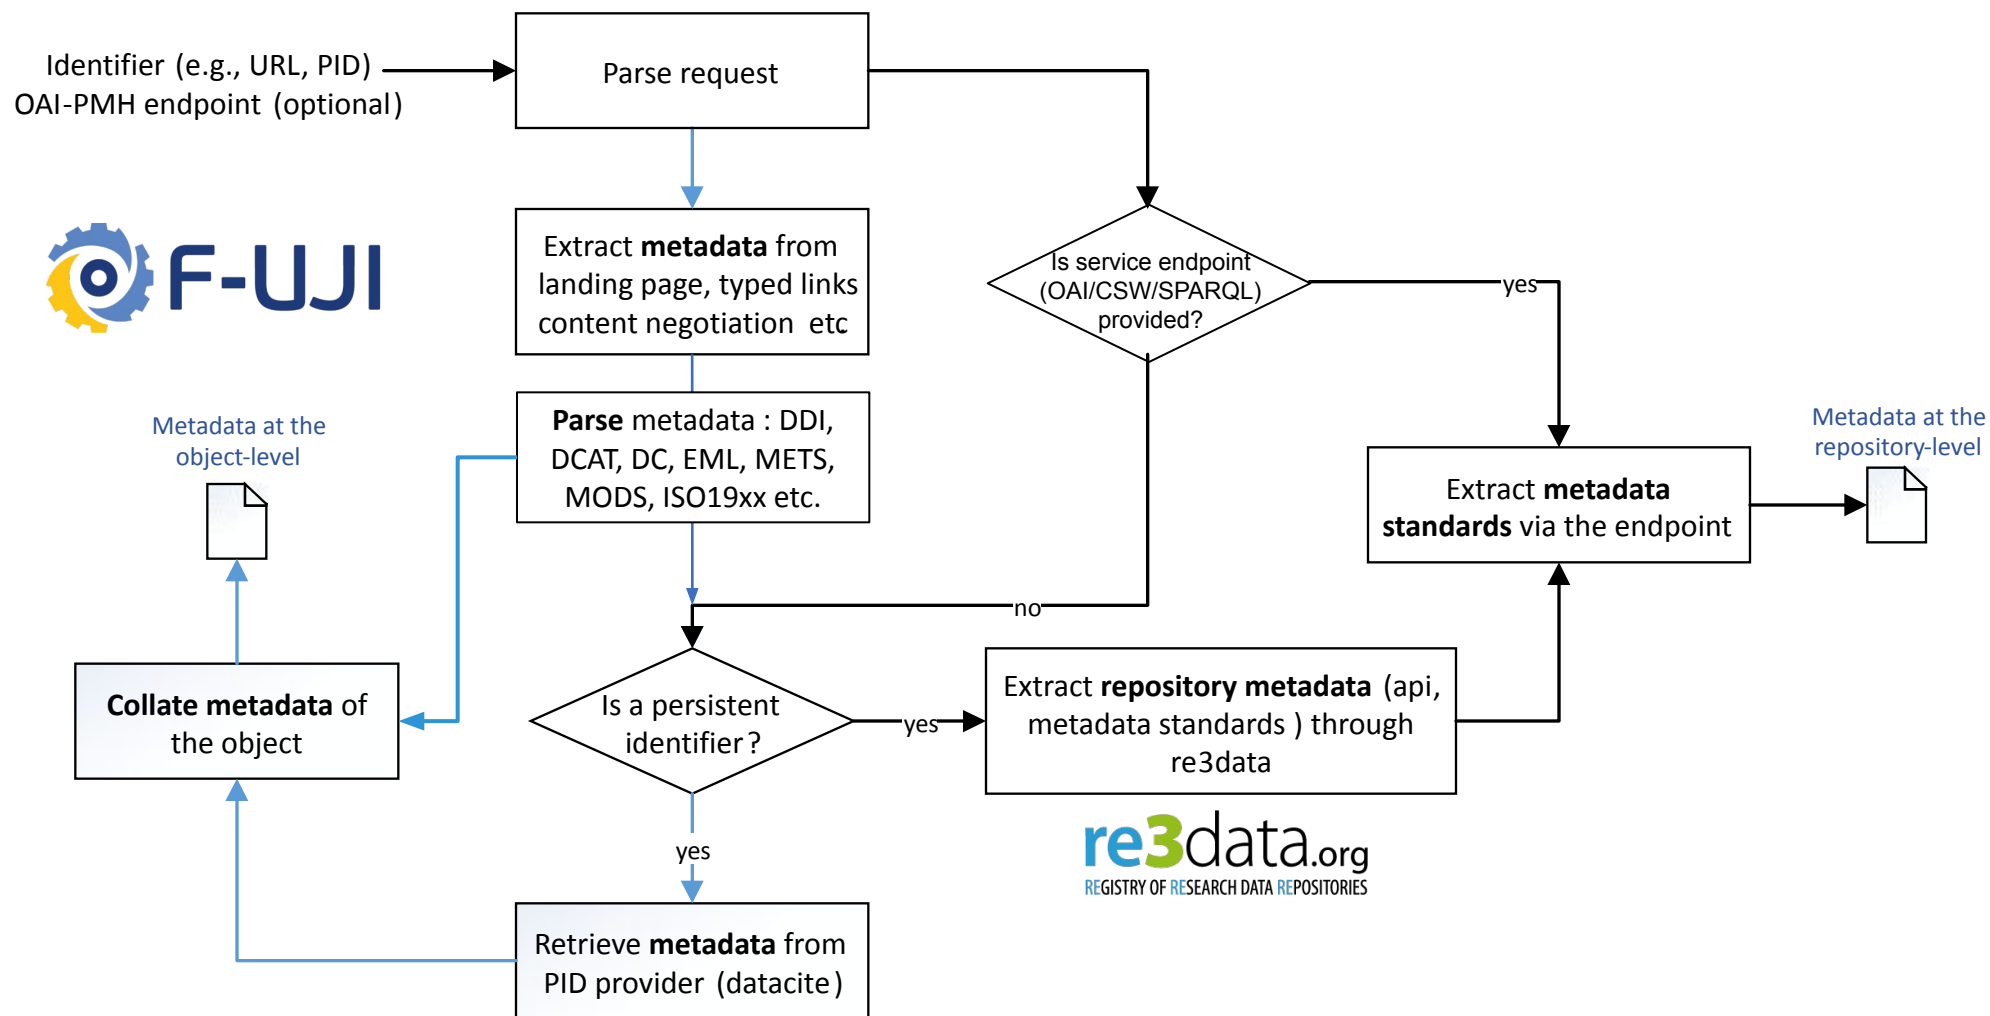 Identifier (e.g., URL, PID)
OAI-PMH endpoint (optional)
Parse request
F-UJI
Extract metadata from
landing page, typed links
content negotiation etc.
Is service endpoint
(OAI/CSW/SPARQL)
provided?
yes
Parse metadata : DDI,
DCAT, DC, EML, METS,
MODS, ISO19xx etc.
Metadata at the
object-level
Metadata at the
repository-level
Extract metadata
standards via the endpoint
no
Collate metadata of
the object
Is a persistent
identifier?
yes
Extract repository metadata (api,
metadata standards ) through
re3data
yes
re3data.org
REGISTRY OF RESEARCH DATA REPOSITORIES
Retrieve metadata from
PID provider (datacite)